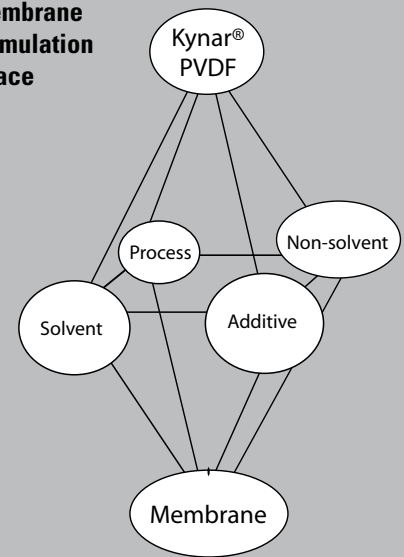 embrane
mulation
ace
Kynar®
PVDF
Process
Non-solvent
Solvent
Additive
Membrane